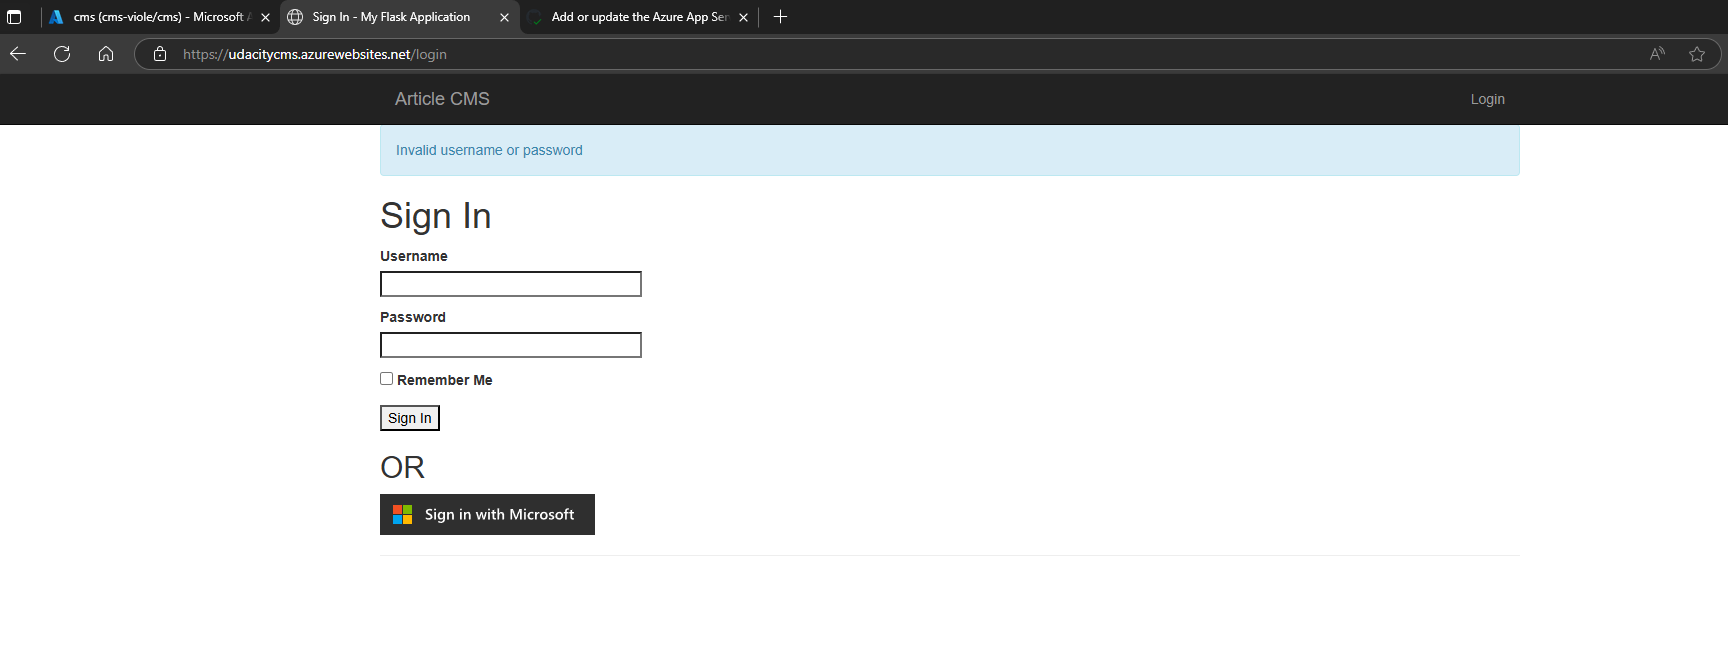 cms (cms-viole/cms) - Microsoft
Sign In - My Flask Application
Add or update the Azure App Ser
https://udacitycms.azurewebsites.net/login
Article CMS
Login
Invalid username or password
Sign In
Username
Password
Remember Me
Sign In
OR
Sign in with Microsoft